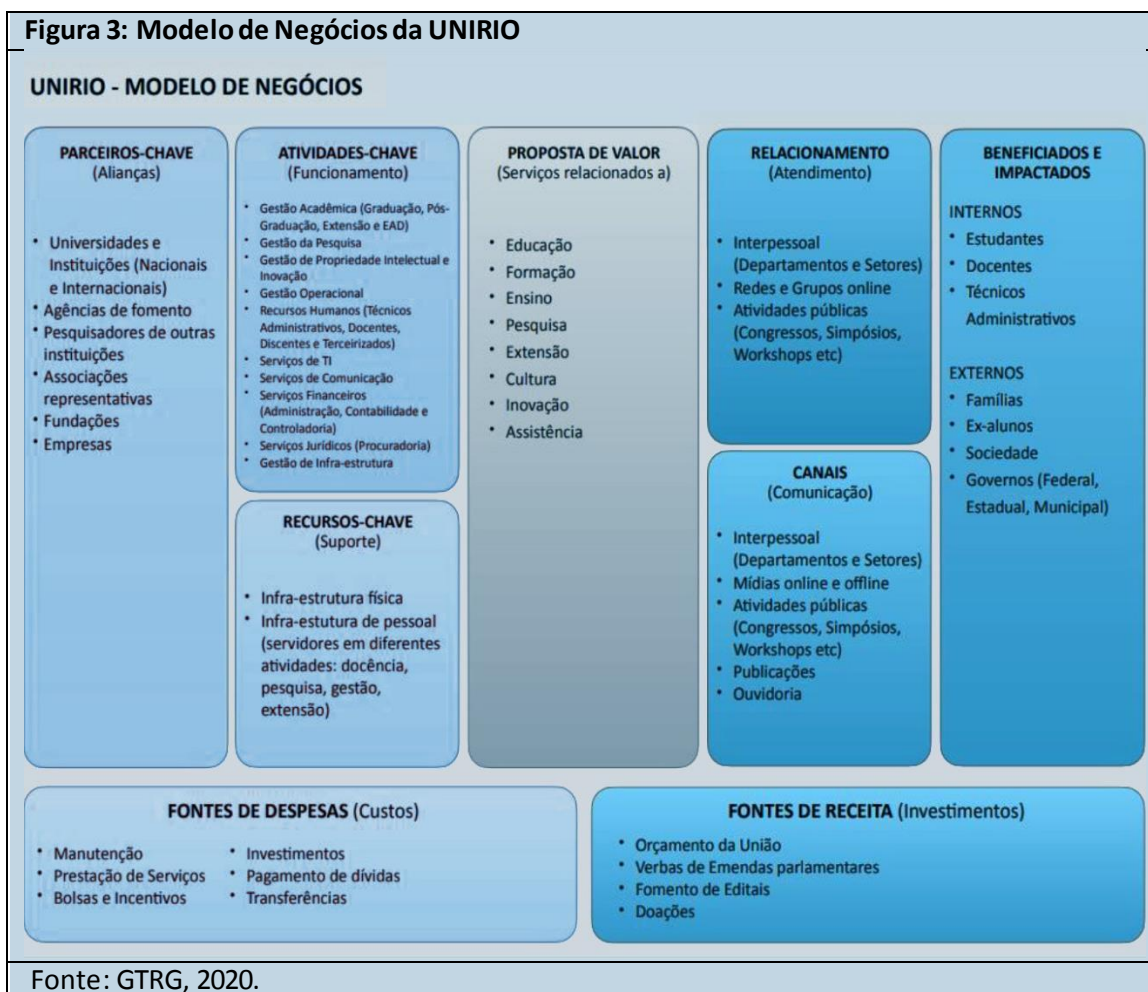 Figura 3: Modelo de Negócios da UNIRIO
UNIRIO - MODELO DE NEGÓCIOS
PARCEIROS-CHAVE
(Alianças)
• Universidades e
Instituições (Nacionais
e Internacionais)
• Agências de fomento
• Pesquisadores de outras
instituições
• Associações
representativas
• Fundações
• Empresas
ATIVIDADES-CHAVE
(Funcionamento)
• Gestão Acadêmica (Graduação, Pós-
Graduação, Extensão e EAD)
• Gestão da Pesquisa
• Gestão de Propriedade Intelectual e
Inovação
• Gestão Operacional
• Recursos Humanos (Técnicos
Administrativos, Docentes,
Discentes e Terceirizados)
• Serviços de TI
• Serviços de Comunicação
• Serviços Financeiros
(Administração, Contabilidade e
Controladoria)
• Serviços Jurídicos (Procuradoria)
• Gestão de Infra-estrutura
RECURSOS-CHAVE
(Suporte)
• Infra-estrutura física
• Infra-estutura de pessoal
(servidores em diferentes
atividades: docência,
pesquisa, gestão,
extensão)
PROPOSTA DE VALOR
(Serviços relacionados a)
• Educação
• Formação
• Ensino
• Pesquisa
• Extensão
• Cultura
• Inovação
• Assistência
RELACIONAMENTO
(Atendimento)
• Interpessoal
(Departamentos e Setores)
• Redes e Grupos online
• Atividades públicas
(Congressos, Simpósios,
Workshops etc)
CANAIS
(Comunicação)
• Interpessoal
(Departamentos e Setores)
• Mídias online e offline
• Atividades públicas
(Congressos, Simpósios,
Workshops etc)
• Publicações
• Ouvidoria
BENEFICIADOS E
IMPACTADOS
INTERNOS
• Estudantes
• Docentes
• Técnicos
Administrativos
EXTERNOS
• Famílias
• Ex-alunos
• Sociedade
• Governos (Federal,
Estadual, Municipal)
FONTES DE DESPESAS (Custos)
• Manutenção
• Prestação de Serviços
• Bolsas e Incentivos
• Investimentos
• Pagamento de dívidas
• Transferências
FONTES DE RECEITA (Investimentos)
• Orçamento da União
• Verbas de Emendas parlamentares
• Fomento de Editais
• Doações
Fonte: GTRG, 2020.